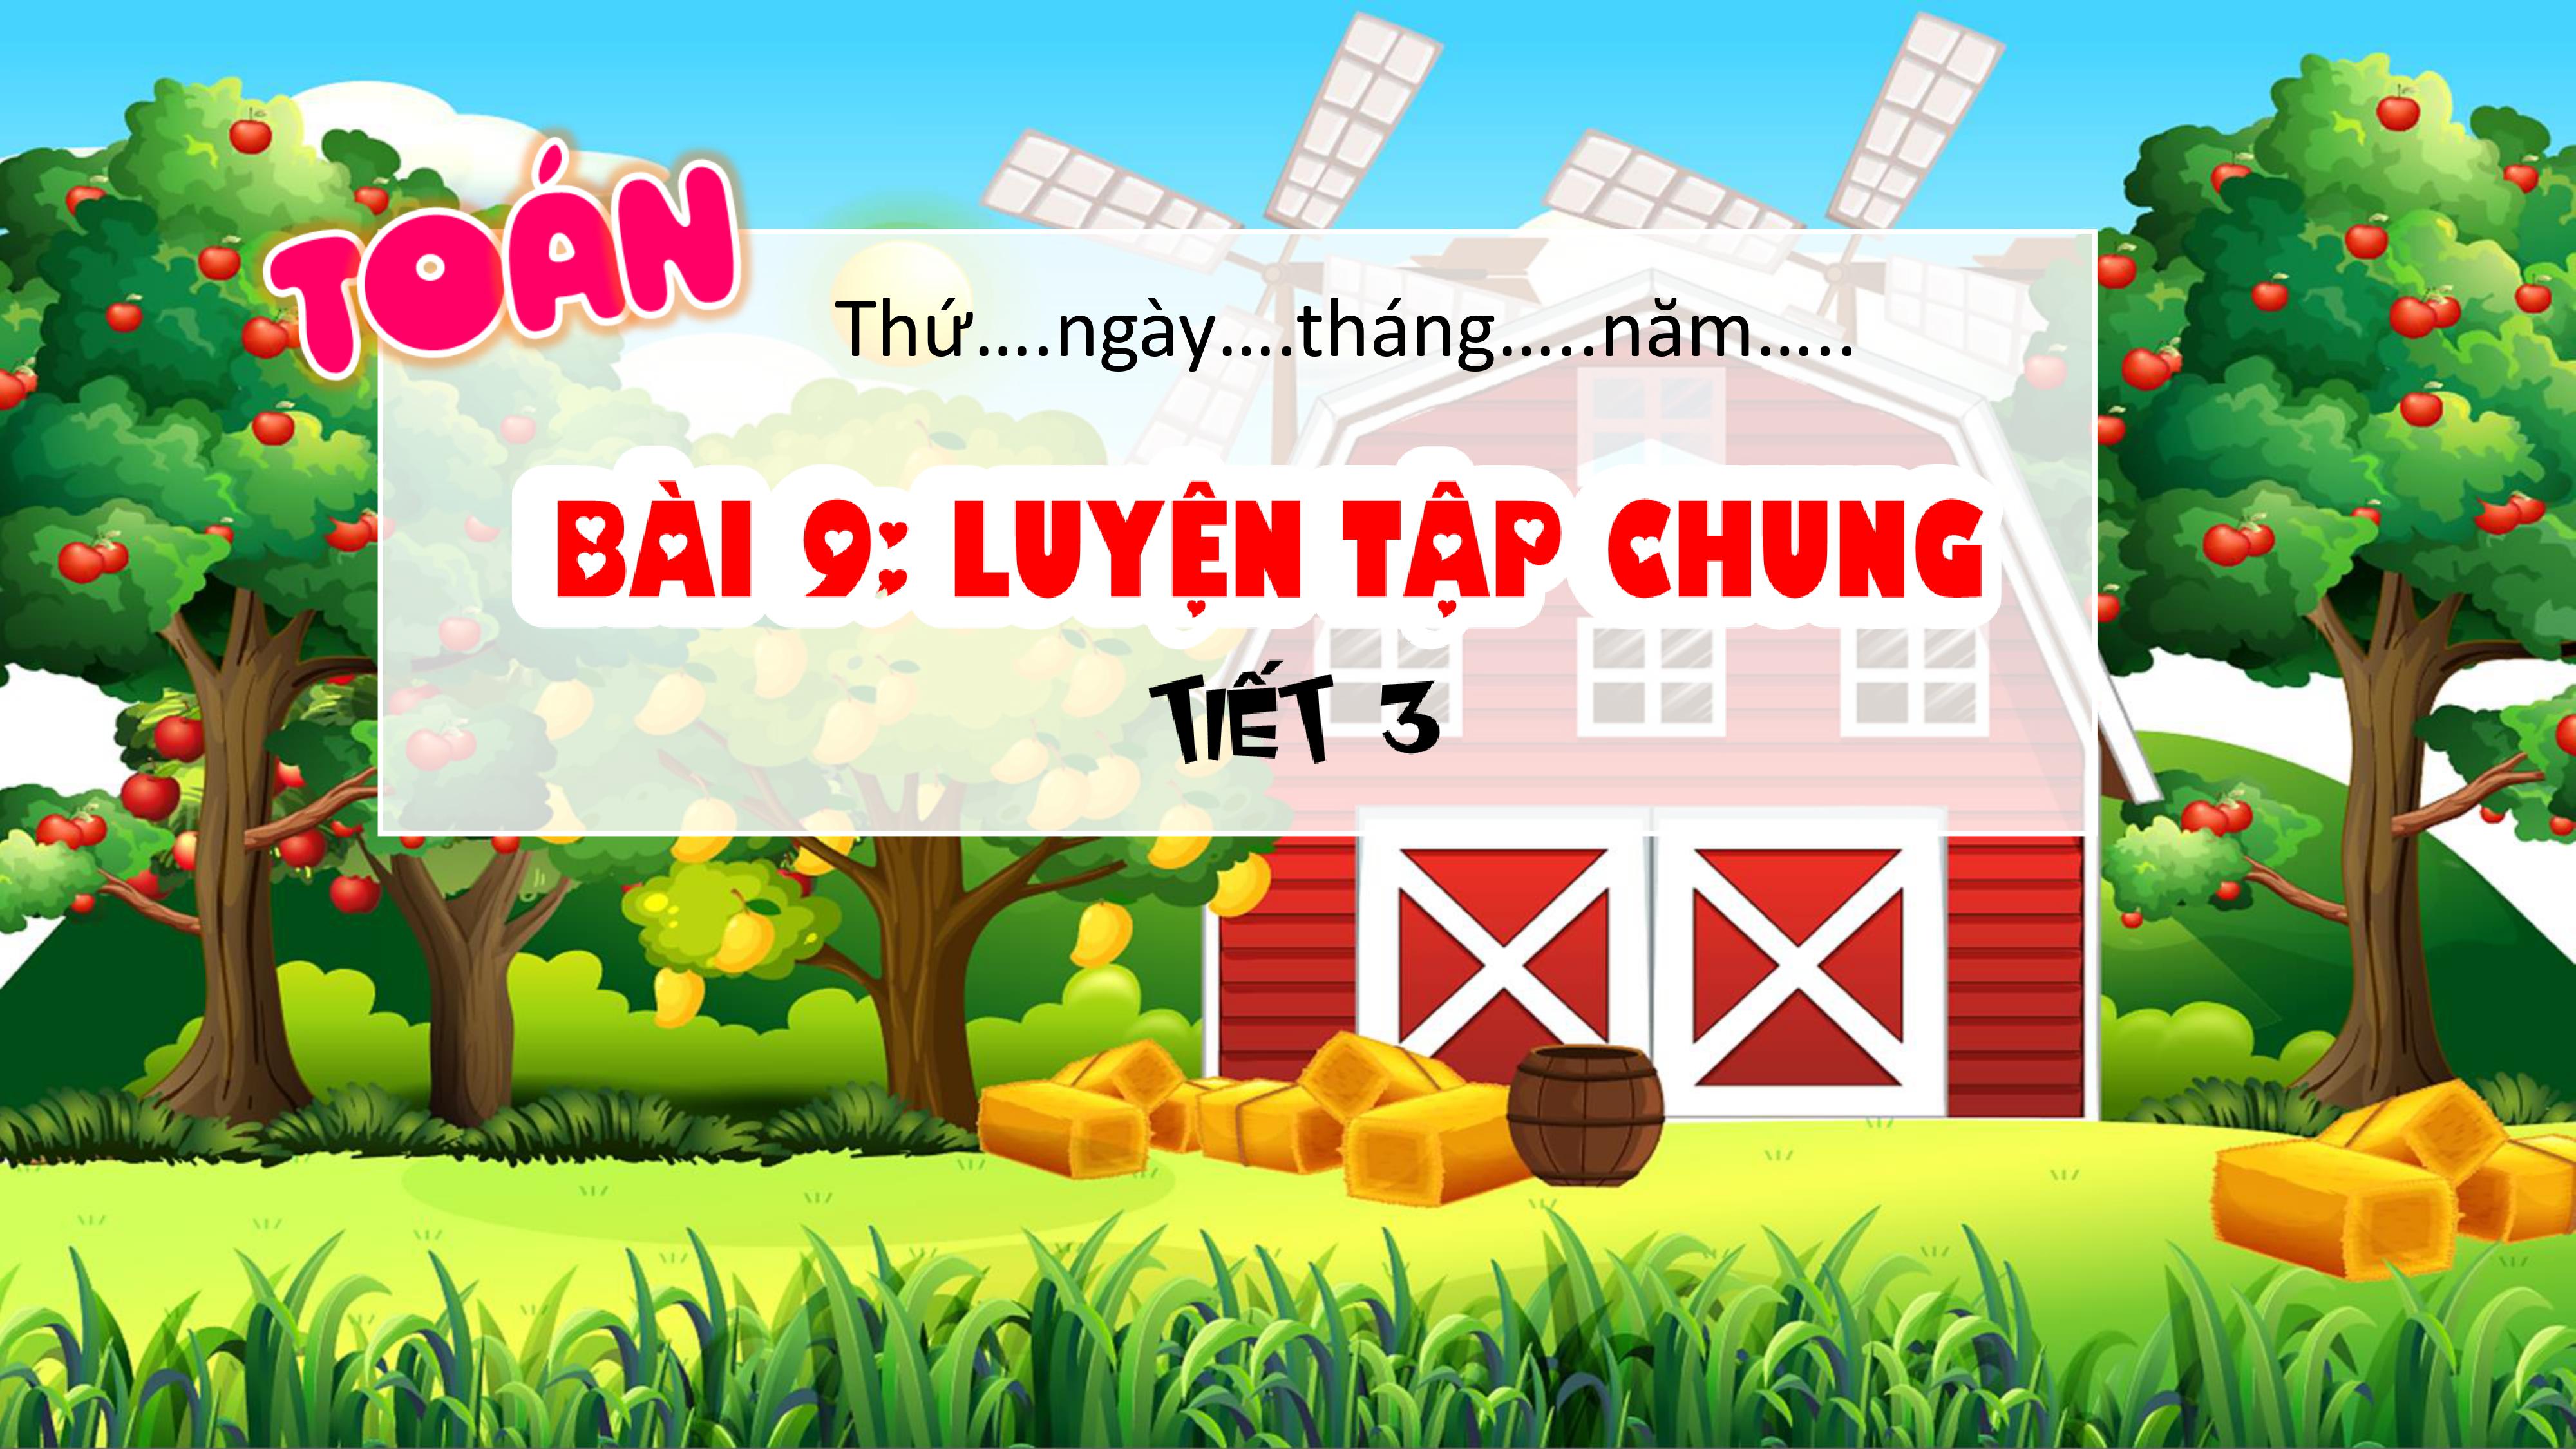 TOÁN
Thứ....ngày....tháng.....năm.....
BÀI 9: LUYỆN TẬP CHUNG
TIẾT 3